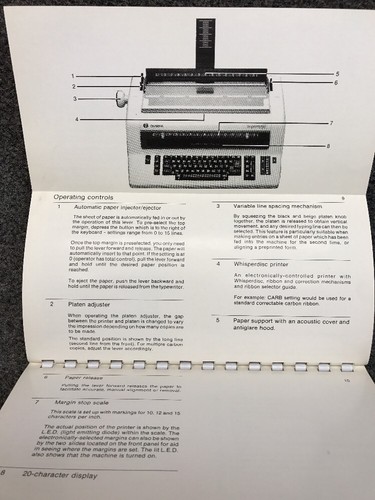 1
2
3
4
5
6
7
8
Operating controls
1 Automatic paper injector/ejector
The sheet of paper is automatically fed in or out by
the operation of this lever. To pre-select the top
margin, depress the button which is to the right of
the keyboard - settings range from 0 to 15 lines.
Once the top margin is preselected, you only need
to pull the lever forward and release. The paper will
automatically insert to that point. If the setting is at
0 (operator has total control), pull the lever forward
and hold until the desired paper position is
reached.
To eject the paper, push the lever backward and
hold until the paper is released from the typewriter.
2 Platen adjuster
When operating the platen adjuster, the gap
between the printer and platen is changed to vary
the impression depending on how many copies are
to be made.
The standard position is shown by the long line
(second line from the front). For multiple carbon
copies, adjust the lever accordingly.
3 Variable line spacing mechanism
By squeezing the black and beige platen knob
together, the platen is released to obtain vertical
movement, and any desired typing line can then be
selected. This feature is particularly suitable when
making entries on a sheet of paper which has been
fed into the machine for the second time, or
aligning a preprinted form.
4 Whisperdisc printer
An electronically-controlled printer with
Whisperdisc, ribbon and correction mechanisms
and ribbon selector guide.
For example: CARB setting would be used for a
standard correctable carbon ribbon.
5 Paper support with an acoustic cover and
antiglare hood.
6 Paper release
Pulling the lever forward releases the paper to
facilitate manual alignment or removal.
7 Margin stop scale
This scale is set up with markings for 10, 12 and 15
characters per inch.
The actual position of the printer is shown by the
L.E.D. (light emitting diode) within the scale. The
electronically-selected margins can also be shown
by the two slides located on the front panel for aid
in seeing where the margins are set. The lit L.E.D.
also shows that the machine is turned on.
8 20-character display